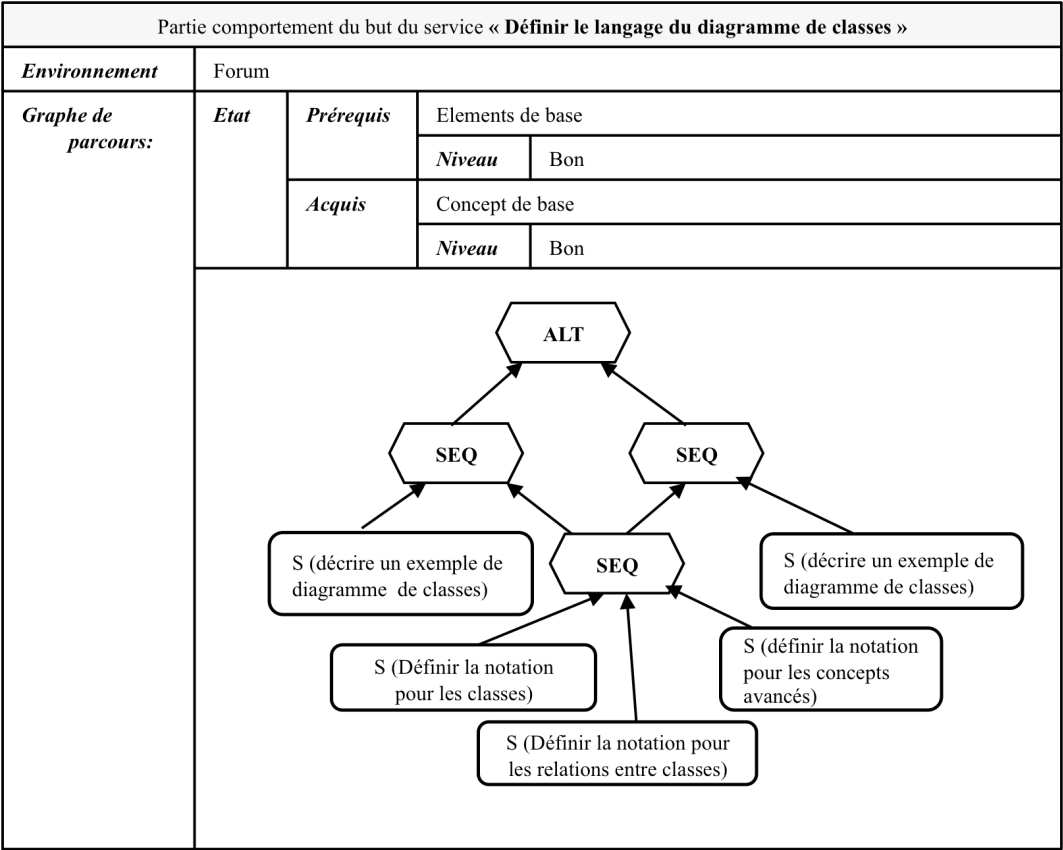 Partie comportement du but du service « Définir le langage du diagramme de classes »
Environnement
Forum
Graphe de
parcours:
Etat
Prérequis
Elements de base
Niveau
Bon
Acquis
Concept de base
Niveau
Bon
ALT
SEQ
SEQ
S (décrire un exemple de
diagramme de classes)
SEQ
S (décrire un exemple de
diagramme de classes)
S (Définir la notation
pour les classes)
S (définir la notation
pour les concepts
avancés)
S (Définir la notation pour
les relations entre classes)